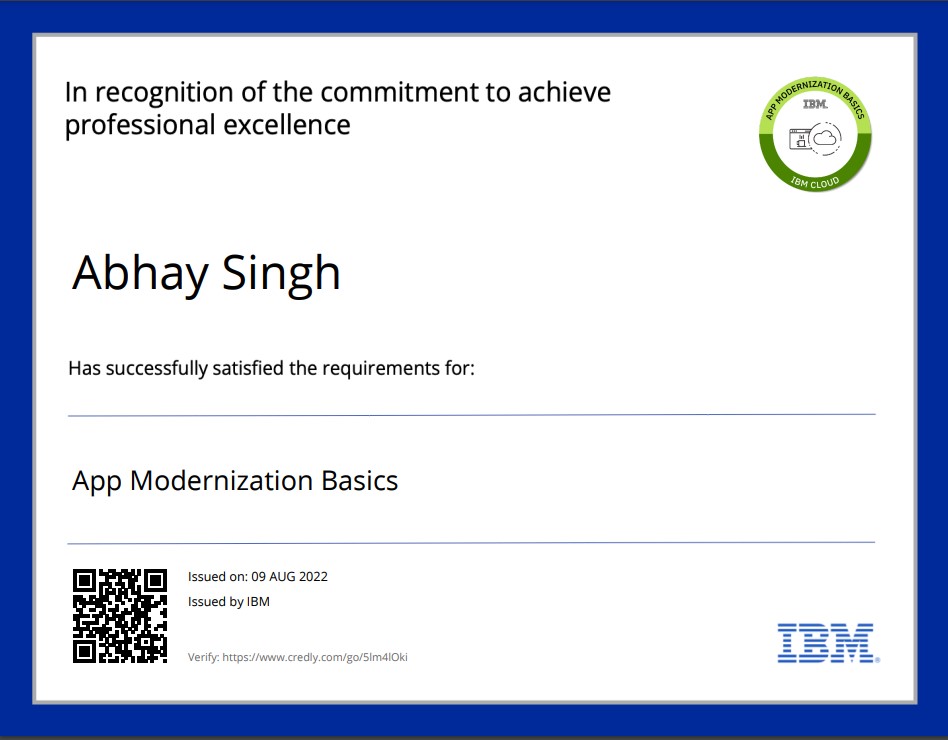 In recognition of the commitment to achieve
professional excellence
APP MODERNIZATION BASICS
IBM.
IBM CLOUD
Abhay Singh
Has successfully satisfied the requirements for:
App Modernization Basics
Issued on: 09 AUG 2022
Issued by IBM
Verify: https://www.credly.com/go/5lm4lOki
IBM®